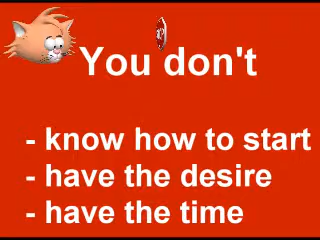 You don't
- know how to start
- have the desire
- have the time